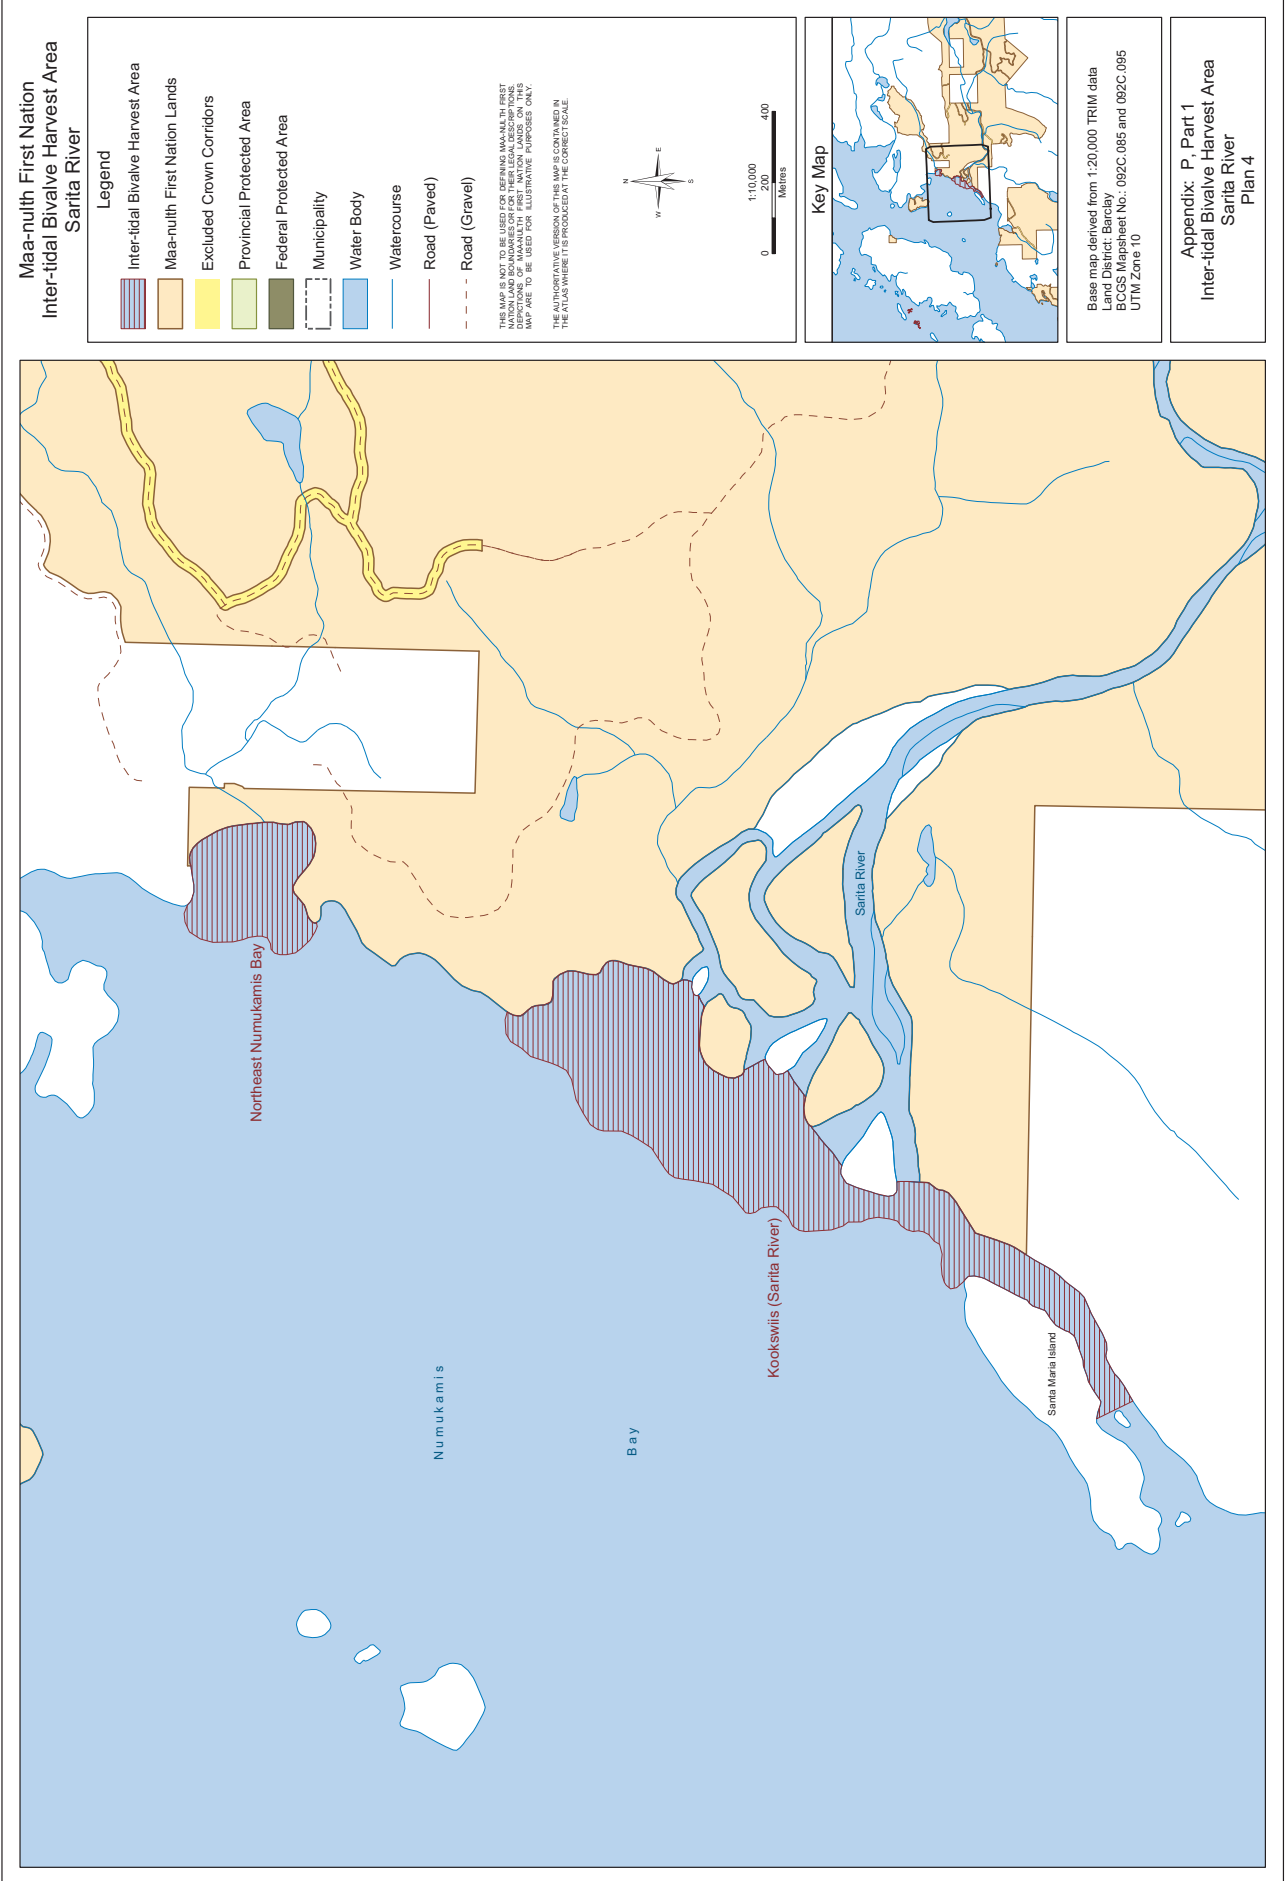 Maa-nulth First Nation
Inter-tidal Bivalve Harvest Area
Sarita River
Legend
Inter-tidal Bivalve Harvest Area
Maa-nulth First Nation Lands
Excluded Crown Corridors
Provincial Protected Area
Federal Protected Area
Municipality
Water Body
Watercourse
Road (Paved)
Road (Gravel)
THIS MAP IS NOT TO BE USED FOR DEFINING MAA-NULTH FIRST
NATION LAND BOUNDARIES OR FOR THEIR LEGAL DESCRIPTIONS.
DEPICTIONS OF MAA-NULTH FIRST NATION LANDS ON THIS
MAP ARE TO BE USED FOR ILLUSTRATIVE PURPOSES ONLY.
THE AUTHORITATIVE VERSION OF THIS MAP IS CONTAINED IN
THE ATLAS WHERE IT IS PRODUCED AT THE CORRECT SCALE.
N
W E
S
1:10,000
0 200 400
Metres
Key Map
Base map derived from 1:20,000 TRIM data
Land District: Barclay
BCGS Mapsheet No.: 092C.085 and 092C.095
UTM Zone 10
Appendix: P, Part 1
Inter-tidal Bivalve Harvest Area
Sarita River
Plan 4
Northeast Numukamis Bay
Numukamis
Bay
Kookswiis (Sarita River)
Sarita River
Santa Maria Island